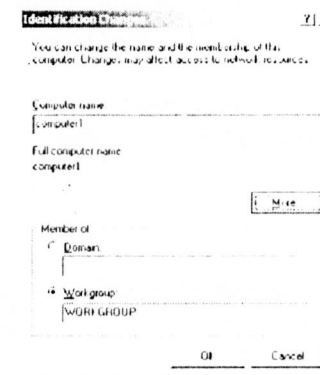 Identification Changes ?
You can change the name and the membership of this
computer. Changes may affect access to network resources.
Computer name:
computer1
Full computer name:
computer1
More
Member of
Domain:
Workgroup:
WORKGROUP
OK Cancel